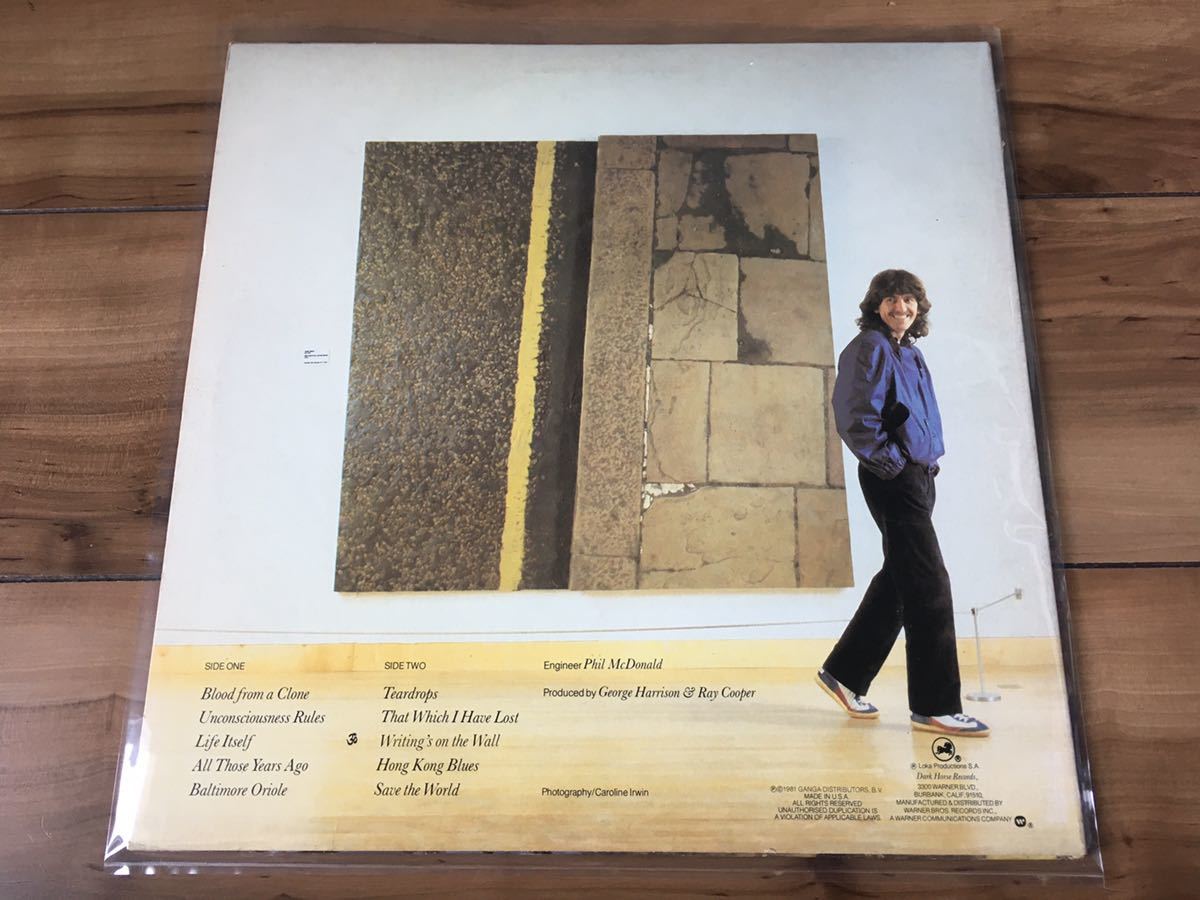 SIDE ONE
Blood from a Clone
Unconsciousness Rules
Life Itself
All Those Years Ago
Baltimore Oriole
ॐ
SIDE TWO
Teardrops
That Which I Have Lost
Writing's on the Wall
Hong Kong Blues
Save the World
Engineer Phil McDonald
Produced by George Harrison & Ray Cooper
Photography/Caroline Irwin
℗©1981 GANGA DISTRIBUTORS, B.V.
MADE IN U.S.A.
ALL RIGHTS RESERVED
UNAUTHORISED DUPLICATION IS
A VIOLATION OF APPLICABLE LAWS.
®
℗ Loka Productions S.A.
Dark Horse Records,
3300 WARNER BLVD.,
BURBANK, CALIF. 91510,
MANUFACTURED & DISTRIBUTED BY
WARNER BROS. RECORDS INC.,
A WARNER COMMUNICATIONS COMPANY W ®